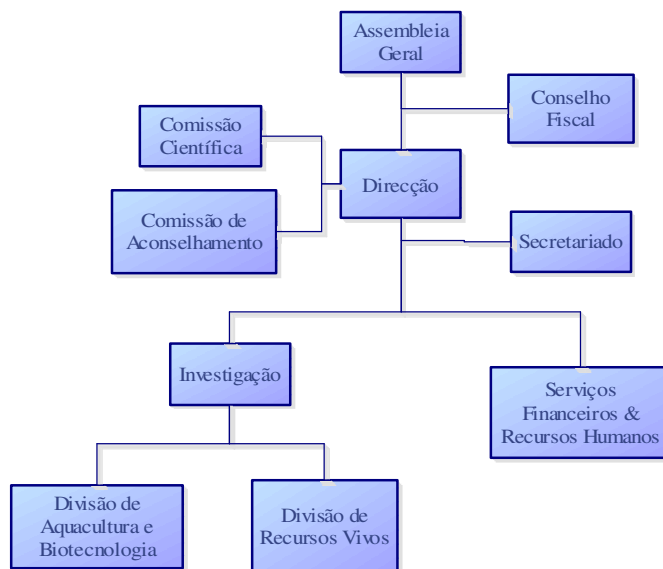 Assembleia
Geral
Conselho
Fiscal
Comissão
Científica
Direcção
Comissão de
Aconselhamento
Secretariado
Investigação
Serviços
Financeiros &
Recursos Humanos
Divisão de
Aquacultura e
Biotecnologia
Divisão de
Recursos Vivos